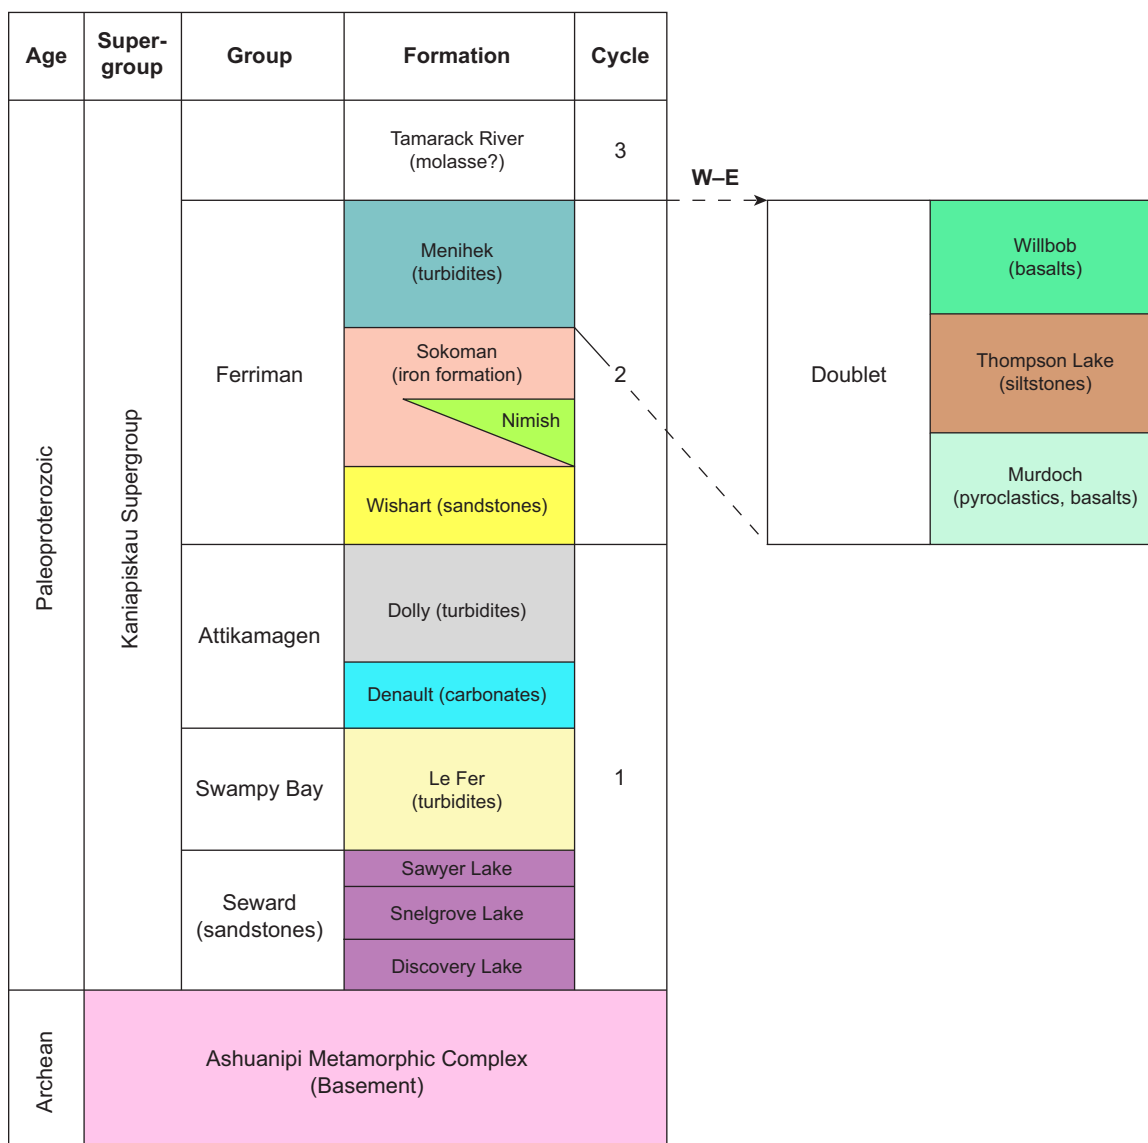 Age
Super-
group
Group
Formation
Cycle
Tamarack River
(molasse?)
3
W–E
Paleoproterozoic
Kaniapiskau Supergroup
Ferriman
Menihek
(turbidites)
Sokoman
(iron formation)
Nimish
Wishart (sandstones)
2
Doublet
Willbob
(basalts)
Thompson Lake
(siltstones)
Murdoch
(pyroclastics, basalts)
Attikamagen
Dolly (turbidites)
Denault (carbonates)
1
Swampy Bay
Le Fer
(turbidites)
Seward
(sandstones)
Sawyer Lake
Snelgrove Lake
Discovery Lake
Archean
Ashuanipi Metamorphic Complex
(Basement)